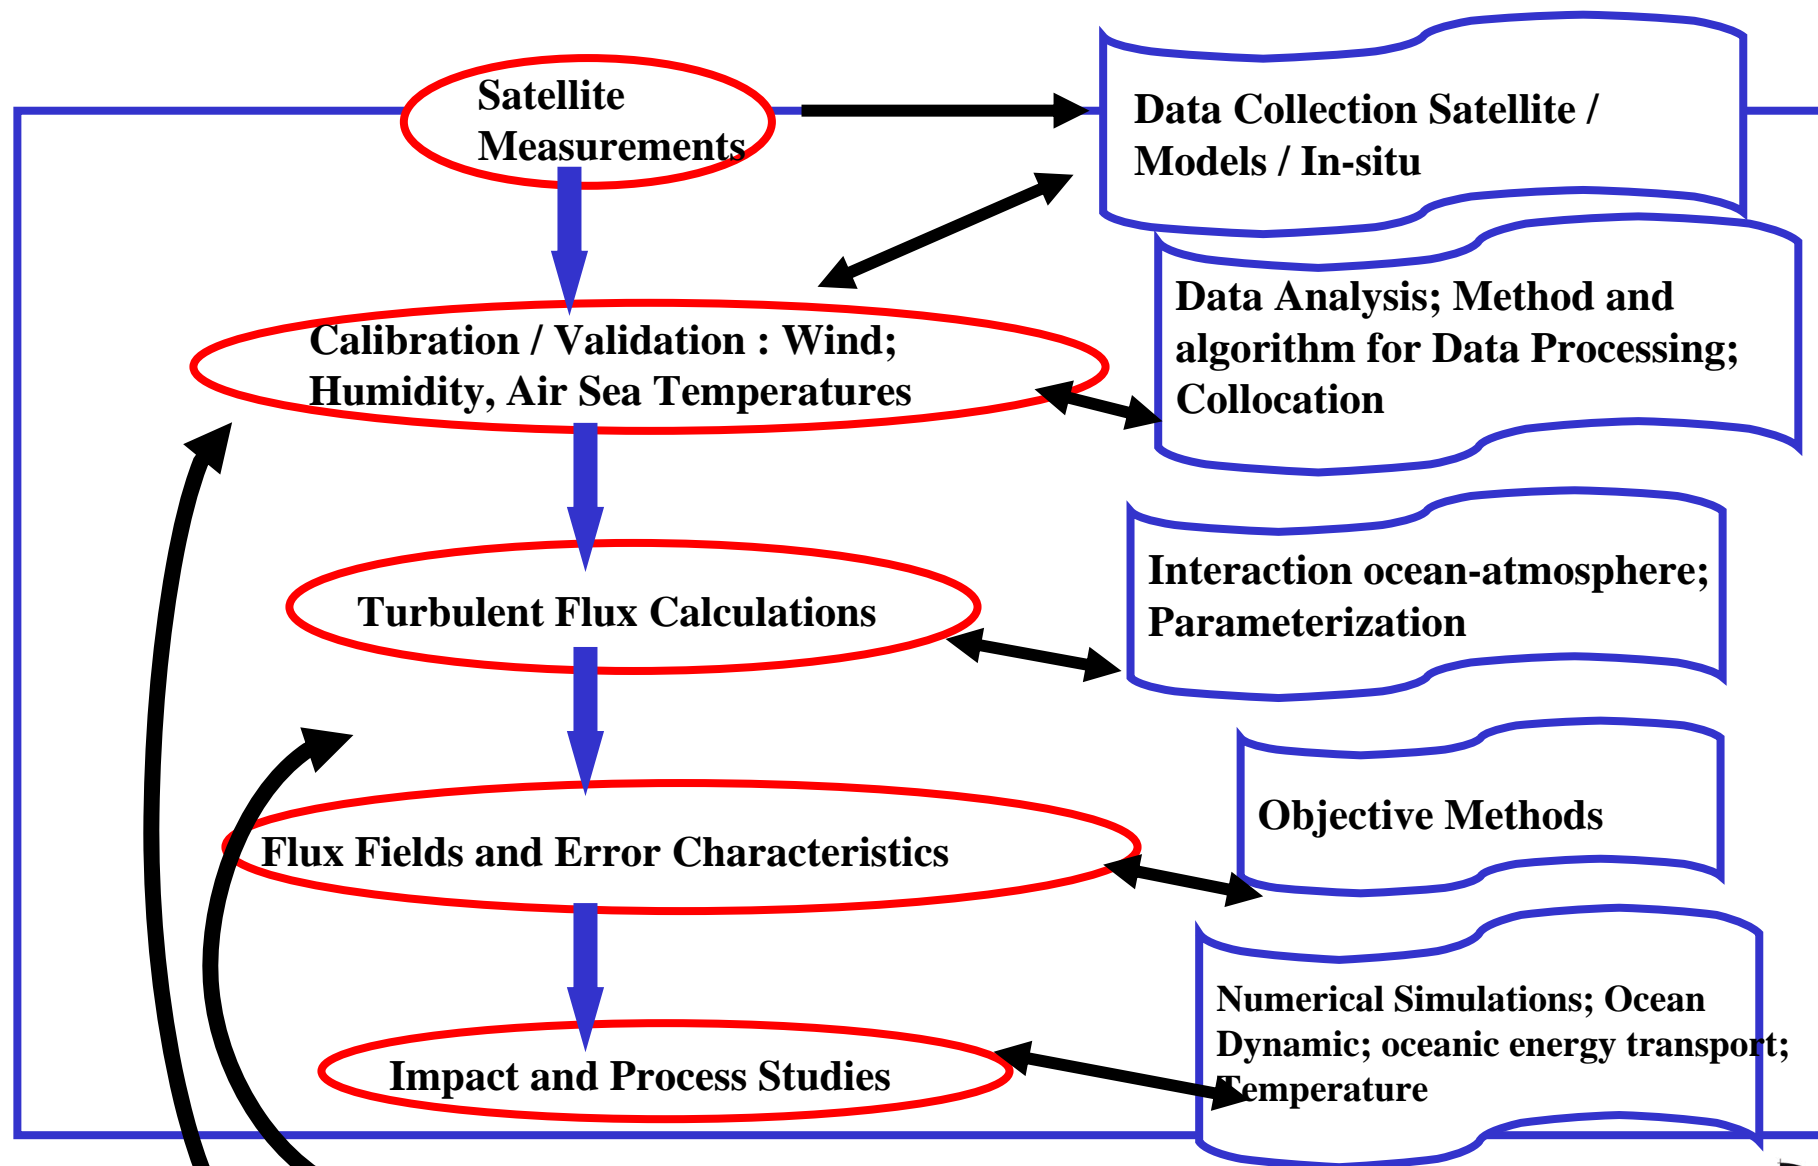 Satellite
Measurements
Data Collection Satellite /
Models / In-situ
Data Analysis; Method and
algorithm for Data Processing;
Collocation
Calibration / Validation : Wind;
Humidity, Air Sea Temperatures
Interaction ocean-atmosphere;
Parameterization
Turbulent Flux Calculations
Objective Methods
Flux Fields and Error Characteristics
Numerical Simulations; Ocean
Dynamic; oceanic energy transport;
Temperature
Impact and Process Studies